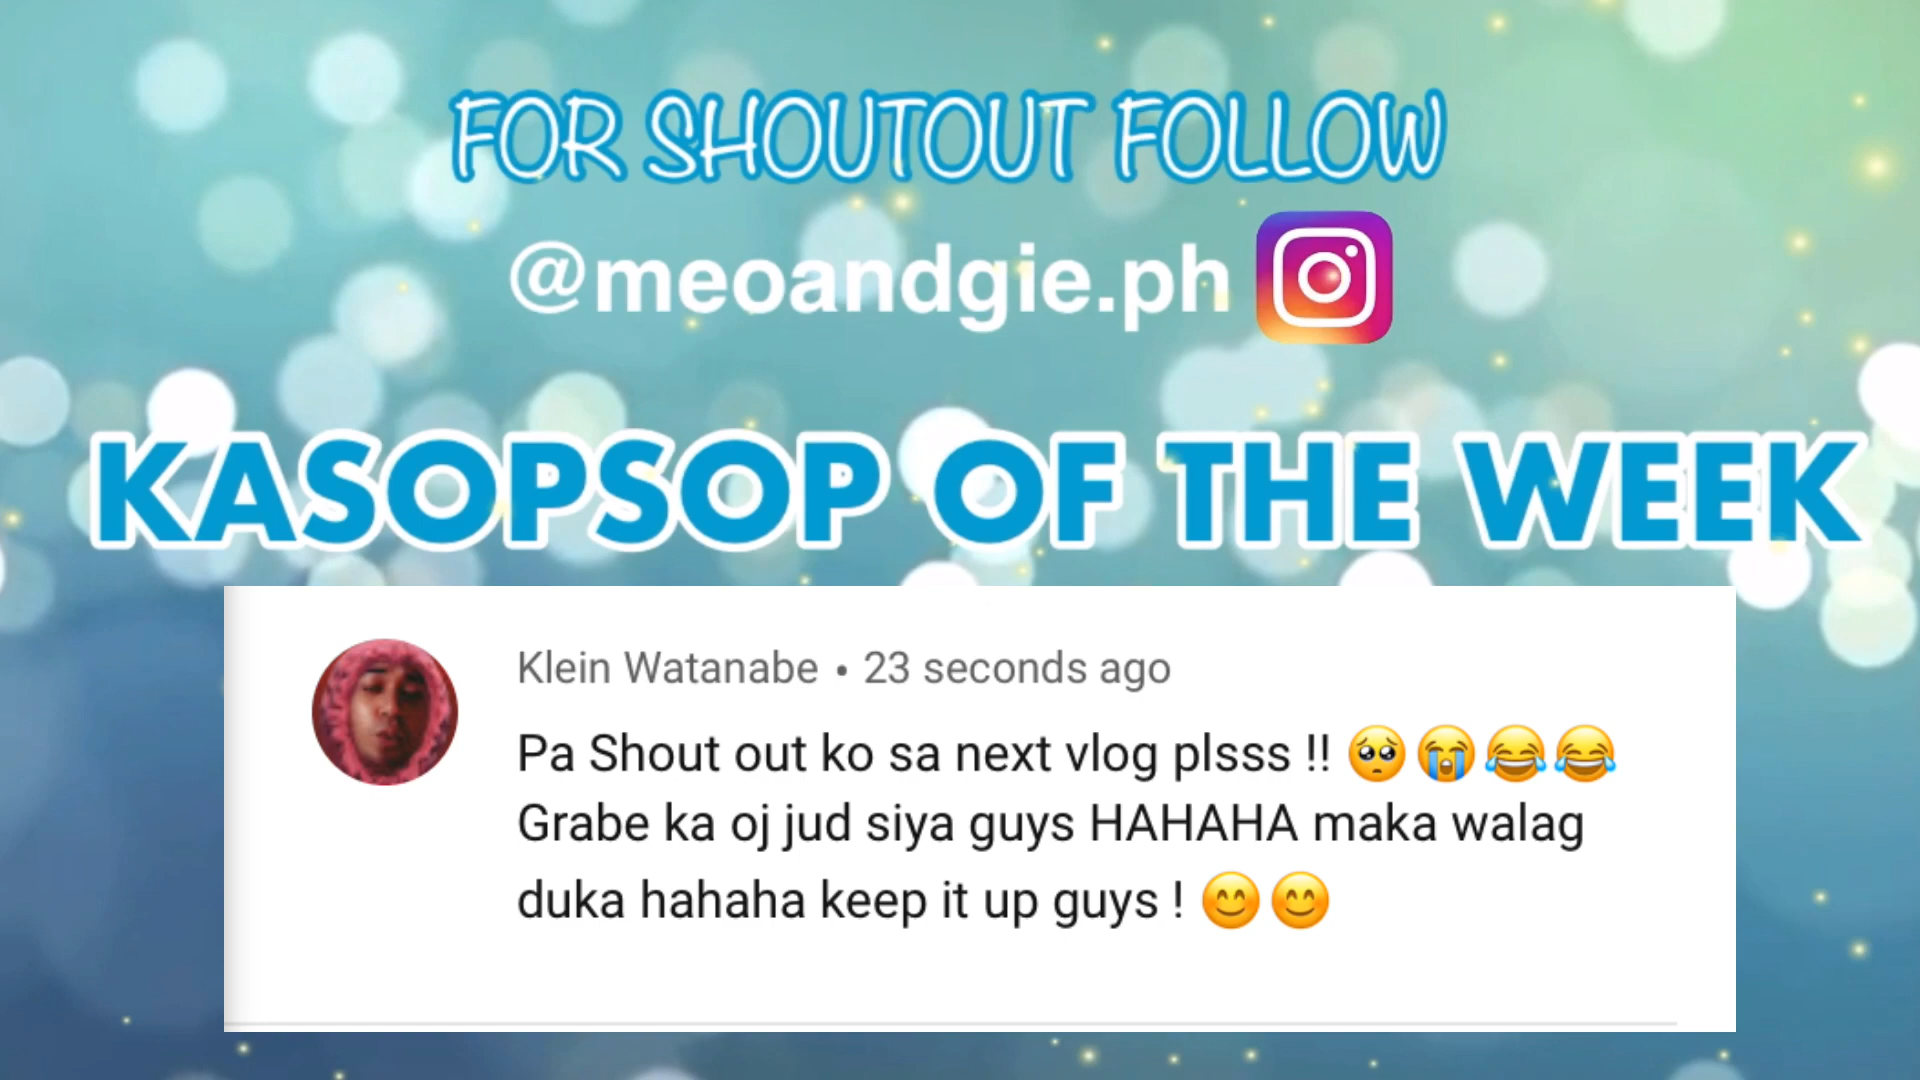 FOR SHOUTOUT FOLLOW
@meoandgie.ph
KASOPSOP OF THE WEEK
Klein Watanabe • 23 seconds ago
Pa Shout out ko sa next vlog plsss !! 🥺😭😂😂
Grabe ka oj jud siya guys HAHAHA maka walag
duka hahaha keep it up guys ! 😊😊